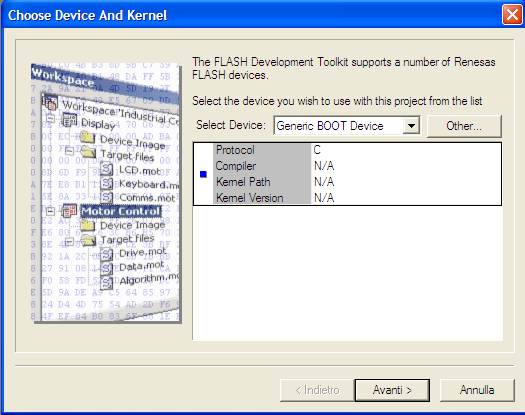 Choose Device And Kernel
The FLASH Development Toolkit supports a number of Renesas
FLASH devices.
Select the device you wish to use with this project from the list
Select Device:
Generic BOOT Device
Other...
Protocol C
Compiler N/A
Kernel Path N/A
Kernel Version N/A
Workspace
Workspace "Industrial Co
Display
Device Image
Target files
LCD.mot
Keyboard.mo
Comms.mot
Motor Control
Device Image
Target files
Drive.mot
Data.mot
Algorithm.mo
< Indietro
Avanti >
Annulla